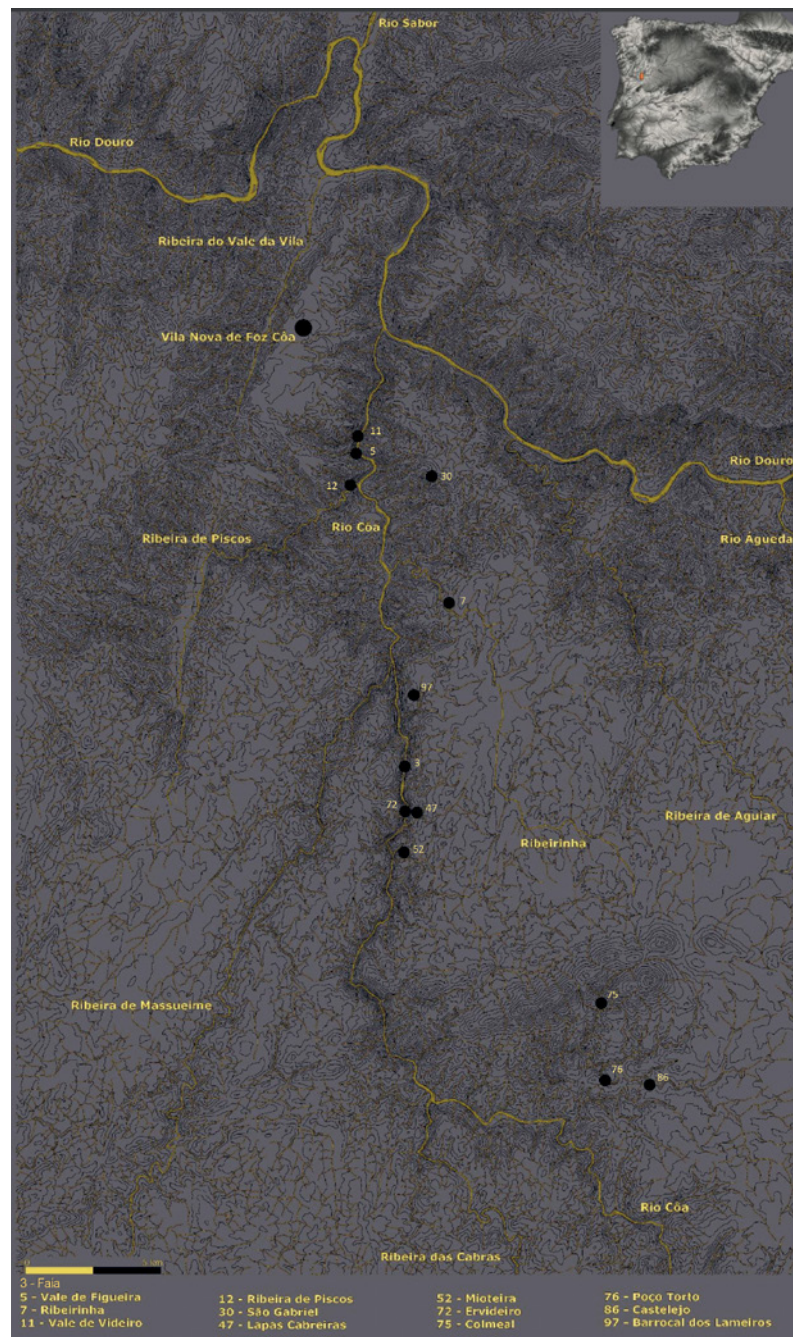 Rio Sabor
Rio Douro
Ribeira do Vale da Vila
Vila Nova de Foz Côa
11
5
30
12
Rio Douro
Rio Côa
Ribeira de Piscos
Rio Agueda
7
97
3
72
47
Ribeira de Aguiar
Ribeirinha
52
75
Ribeira de Massueime
76
86
Rio Côa
Ribeira das Cabras
0
3 - Faia
5 - Vale de Figueira
7 - Ribeirinha
11 - Vale de Videiro
12 - Ribeira de Piscos
30 - São Gabriel
47 - Lapas Cabreiras
52 - Mioteira
72 - Ervideiro
75 - Colmeal
76 - Poço Torto
86 - Castelejo
97 - Barrocal dos Lameiros